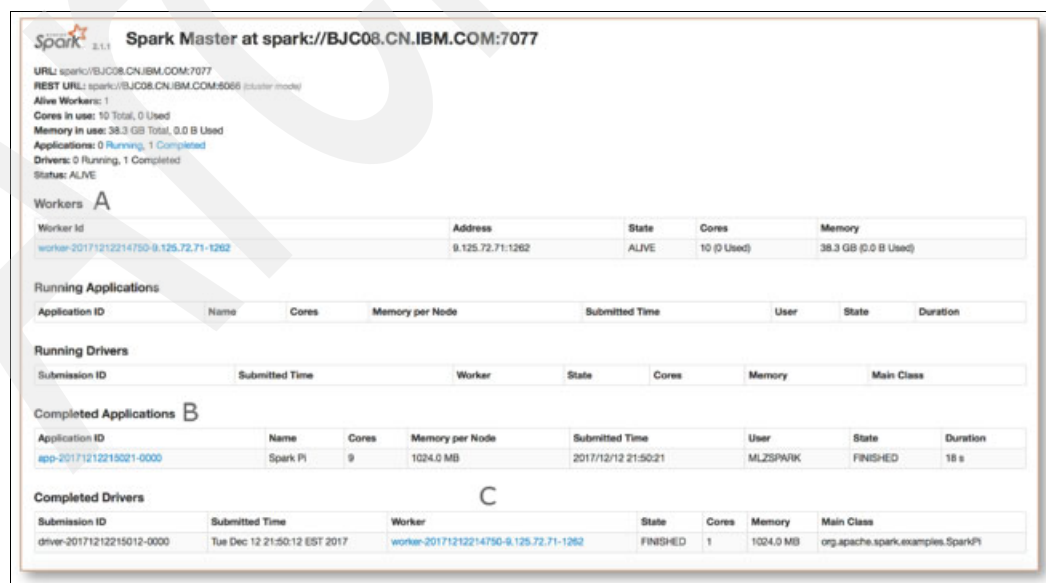 Spark 2.1.1 Spark Master at spark://BJC08.CN.IBM.COM:7077
URL: spark://BJC08.CN.IBM.COM:7077
REST URL: spark://BJC08.CN.IBM.COM:6066 (cluster mode)
Alive Workers: 1
Cores in use: 10 Total, 0 Used
Memory in use: 38.3 GB Total, 0.0 B Used
Applications: 0 Running, 1 Completed
Drivers: 0 Running, 1 Completed
Status: ALIVE
Workers A
Worker Id Address State Cores Memory
worker-20171212214750-9.125.72.71-1262 9.125.72.71:1262 ALIVE 10 (0 Used) 38.3 GB (0.0 B Used)
Running Applications
Application ID Name Cores Memory per Node Submitted Time User State Duration
Running Drivers
Submission ID Submitted Time Worker State Cores Memory Main Class
Completed Applications B
Application ID Name Cores Memory per Node Submitted Time User State Duration
app-20171212215021-0000 Spark Pi 9 1024.0 MB 2017/12/12 21:50:21 MLZSPARK FINISHED 18 s
Completed Drivers C
Submission ID Submitted Time Worker State Cores Memory Main Class
driver-20171212215012-0000 Tue Dec 12 21:50:12 EST 2017 worker-20171212214750-9.125.72.71-1262 FINISHED 1 1024.0 MB org.apache.spark.examples.SparkPi